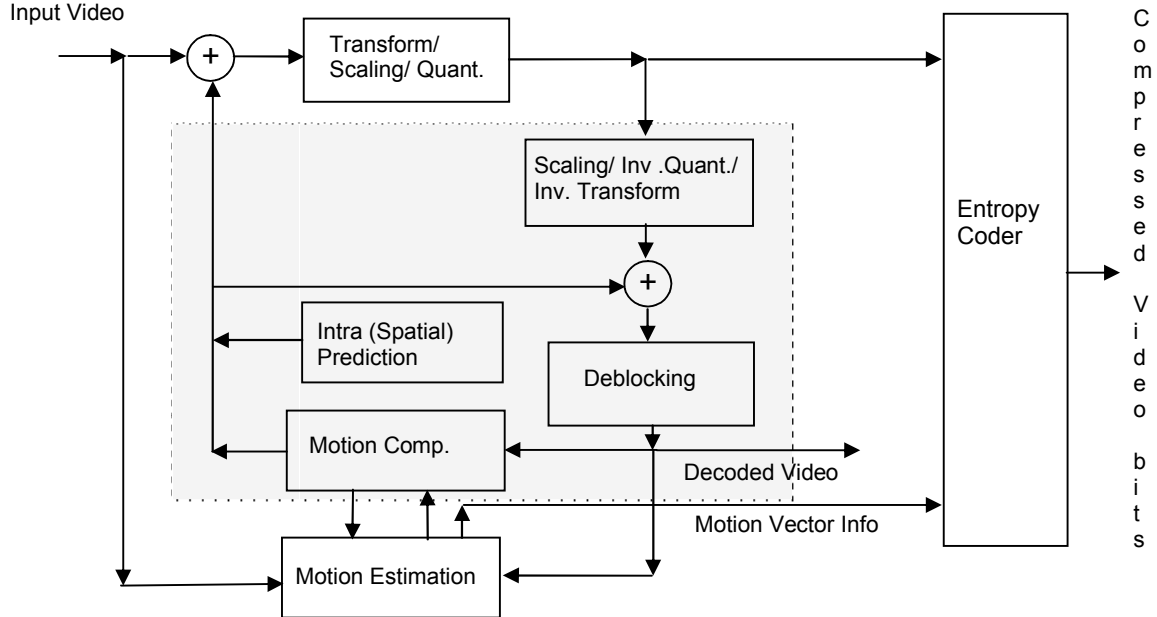 Input Video
+
Transform/
Scaling/ Quant.
Scaling/ Inv .Quant./
Inv. Transform
+
Intra (Spatial)
Prediction
Deblocking
Motion Comp.
Decoded Video
Motion Vector Info
Motion Estimation
Entropy
Coder
Compressed Video bits